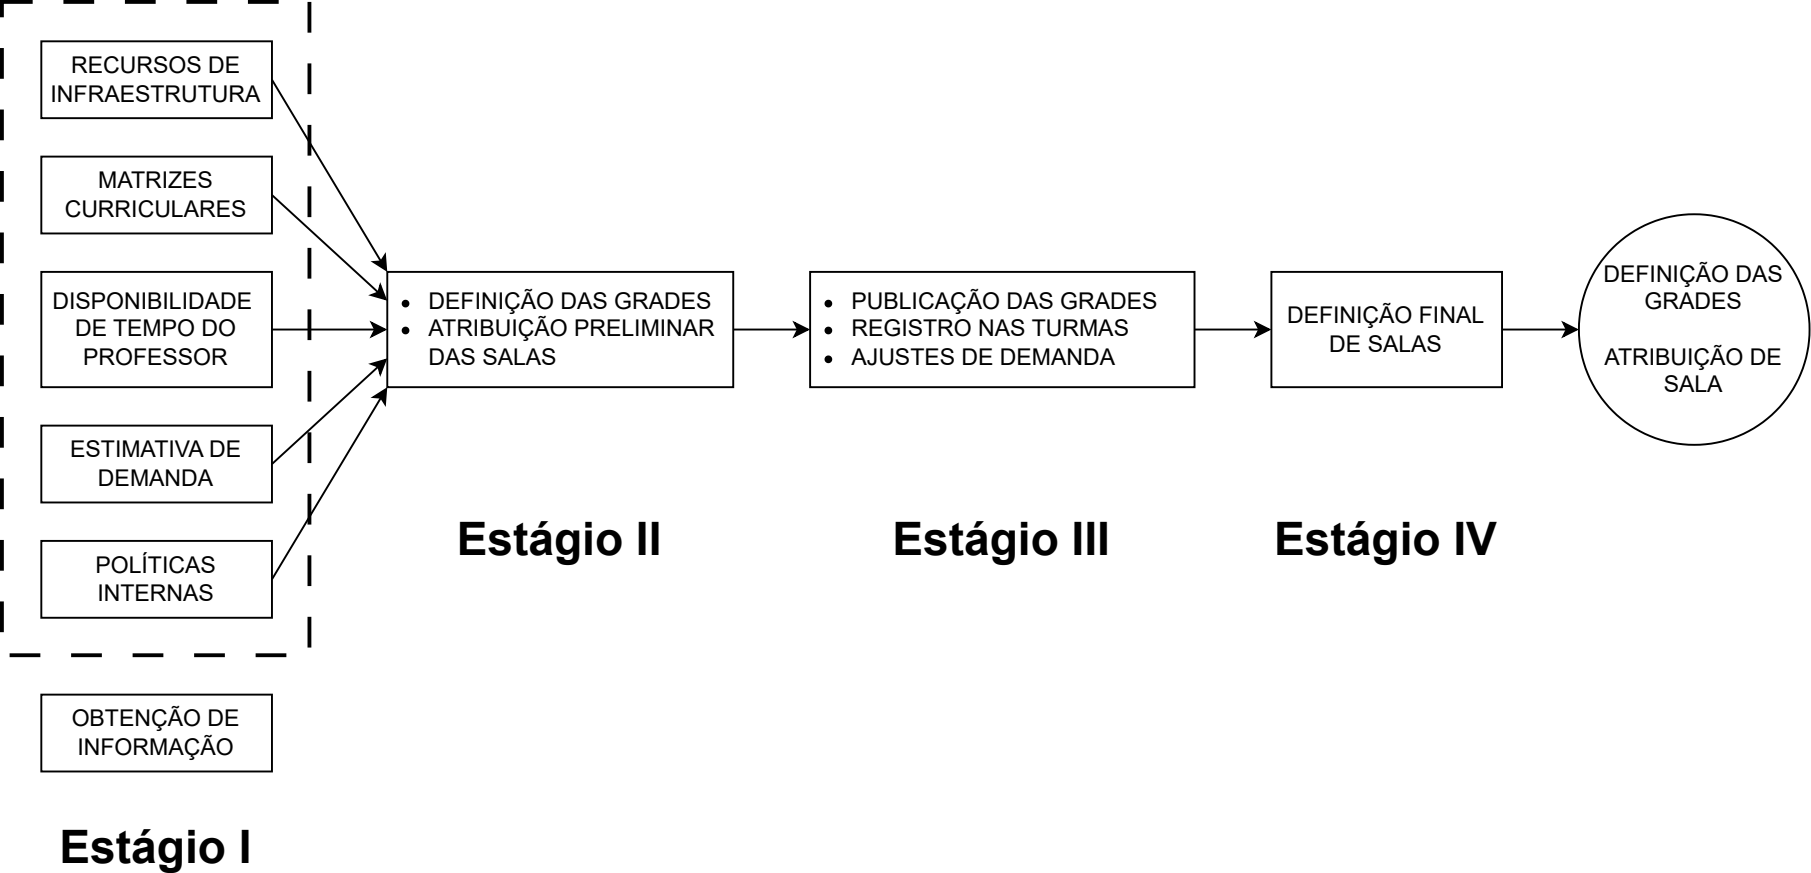 RECURSOS DE
INFRAESTRUTURA
MATRIZES
CURRICULARES
DISPONIBILIDADE
DE TEMPO DO
PROFESSOR
ESTIMATIVA DE
DEMANDA
POLÍTICAS
INTERNAS
OBTENÇÃO DE
INFORMAÇÃO
Estágio I
• DEFINIÇÃO DAS GRADES
• ATRIBUIÇÃO PRELIMINAR
DAS SALAS
Estágio II
• PUBLICAÇÃO DAS GRADES
• REGISTRO NAS TURMAS
• AJUSTES DE DEMANDA
Estágio III
DEFINIÇÃO FINAL
DE SALAS
Estágio IV
DEFINIÇÃO DAS
GRADES
ATRIBUIÇÃO DE
SALA